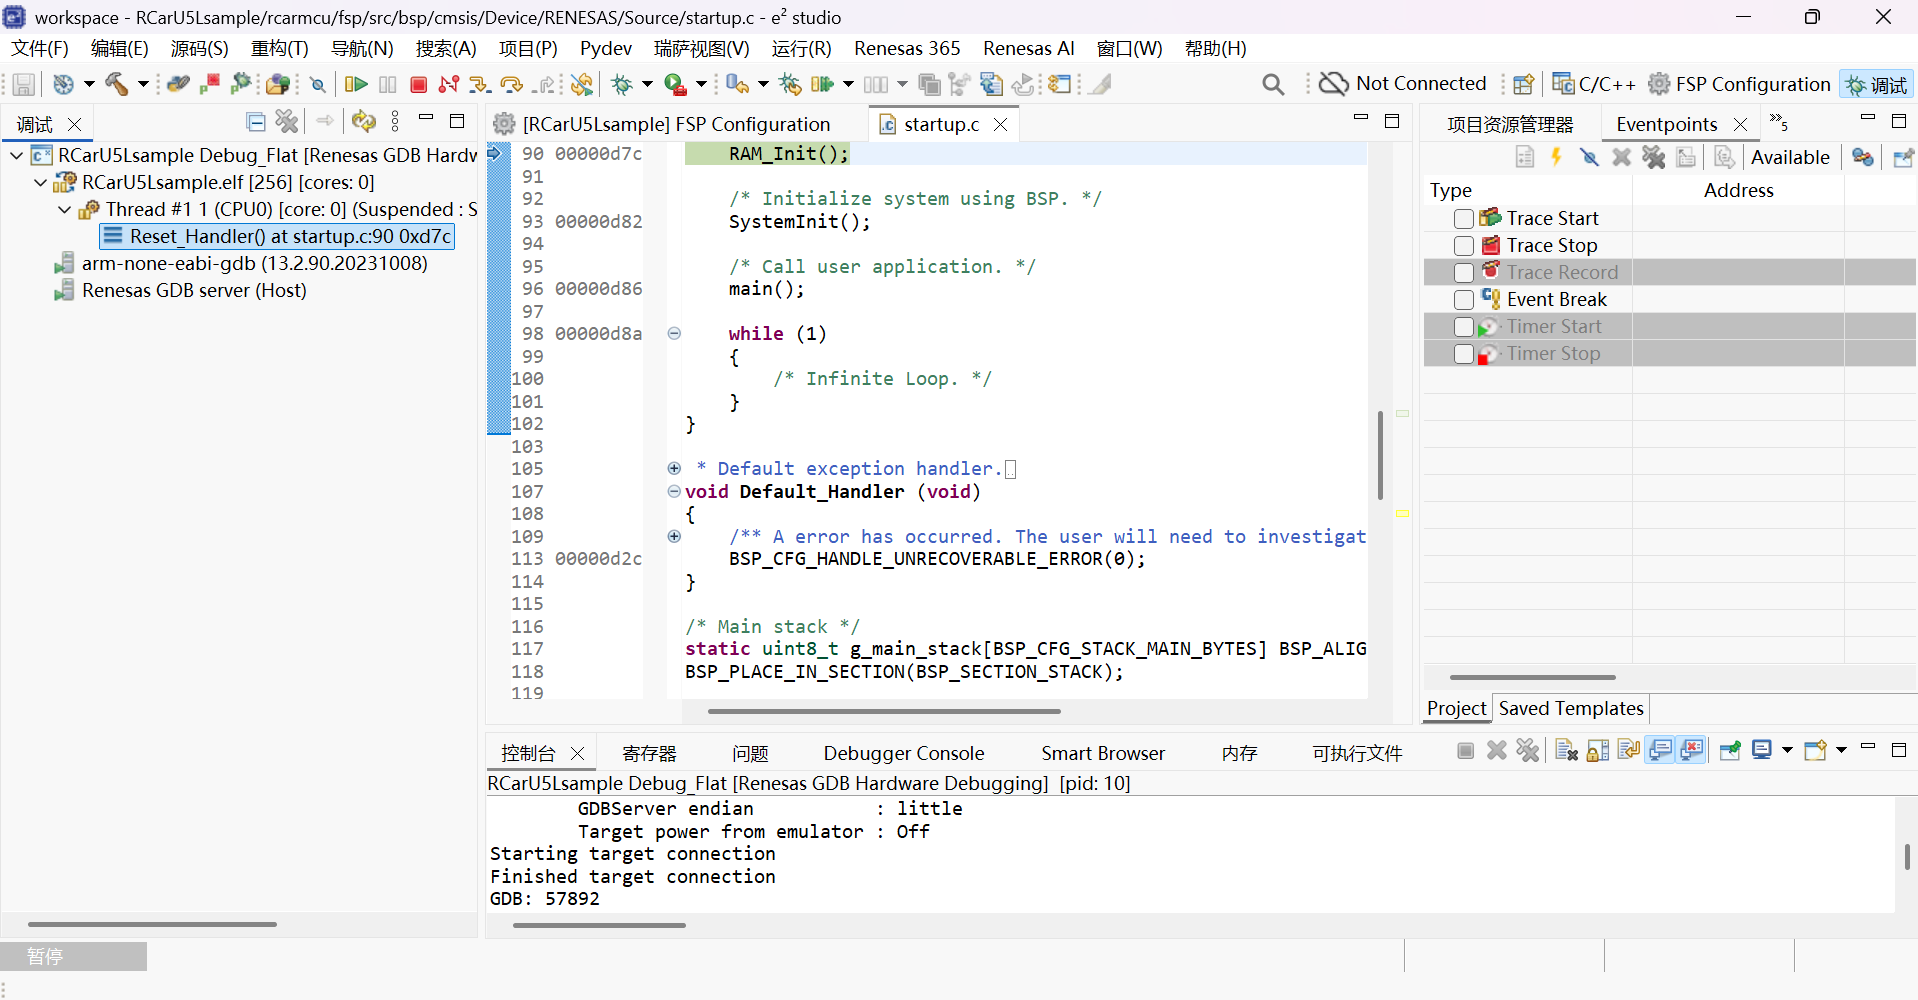 workspace - RCarU5Lsample/rcarmcu/fsp/src/bsp/cmsis/Device/RENESAS/Source/startup.c - e² studio
文件(F) 编辑(E) 源码(S) 重构(T) 导航(N) 搜索(A) 项目(P) Pydev 瑞萨视图(V) 运行(R) Renesas 365 Renesas AI 窗口(W) 帮助(H)
Not Connected C/C++ FSP Configuration 调试
调试
RCarU5Lsample Debug_Flat [Renesas GDB Hardw
RCarU5Lsample.elf [256] [cores: 0]
Thread #1 1 (CPU0) [core: 0] (Suspended : S
Reset_Handler() at startup.c:90 0xd7c
arm-none-eabi-gdb (13.2.90.20231008)
Renesas GDB server (Host)
[RCarU5Lsample] FSP Configuration startup.c
90 00000d7c RAM_Init();
91
92 /* Initialize system using BSP. */
93 00000d82 SystemInit();
94
95 /* Call user application. */
96 00000d86 main();
97
98 00000d8a while (1)
99 {
100 /* Infinite Loop. */
101 }
102 }
103
105 * Default exception handler.
107 void Default_Handler (void)
108 {
109 /** A error has occurred. The user will need to investigat
113 00000d2c BSP_CFG_HANDLE_UNRECOVERABLE_ERROR(0);
114 }
115
116 /* Main stack */
117 static uint8_t g_main_stack[BSP_CFG_STACK_MAIN_BYTES] BSP_ALIG
118 BSP_PLACE_IN_SECTION(BSP_SECTION_STACK);
119
项目资源管理器 Eventpoints »5
Available
Type Address
Trace Start
Trace Stop
Trace Record
Event Break
Timer Start
Timer Stop
Project Saved Templates
控制台 寄存器 问题 Debugger Console Smart Browser 内存 可执行文件
RCarU5Lsample Debug_Flat [Renesas GDB Hardware Debugging] [pid: 10]
GDBServer endian : little
Target power from emulator : Off
Starting target connection
Finished target connection
GDB: 57892
暂停